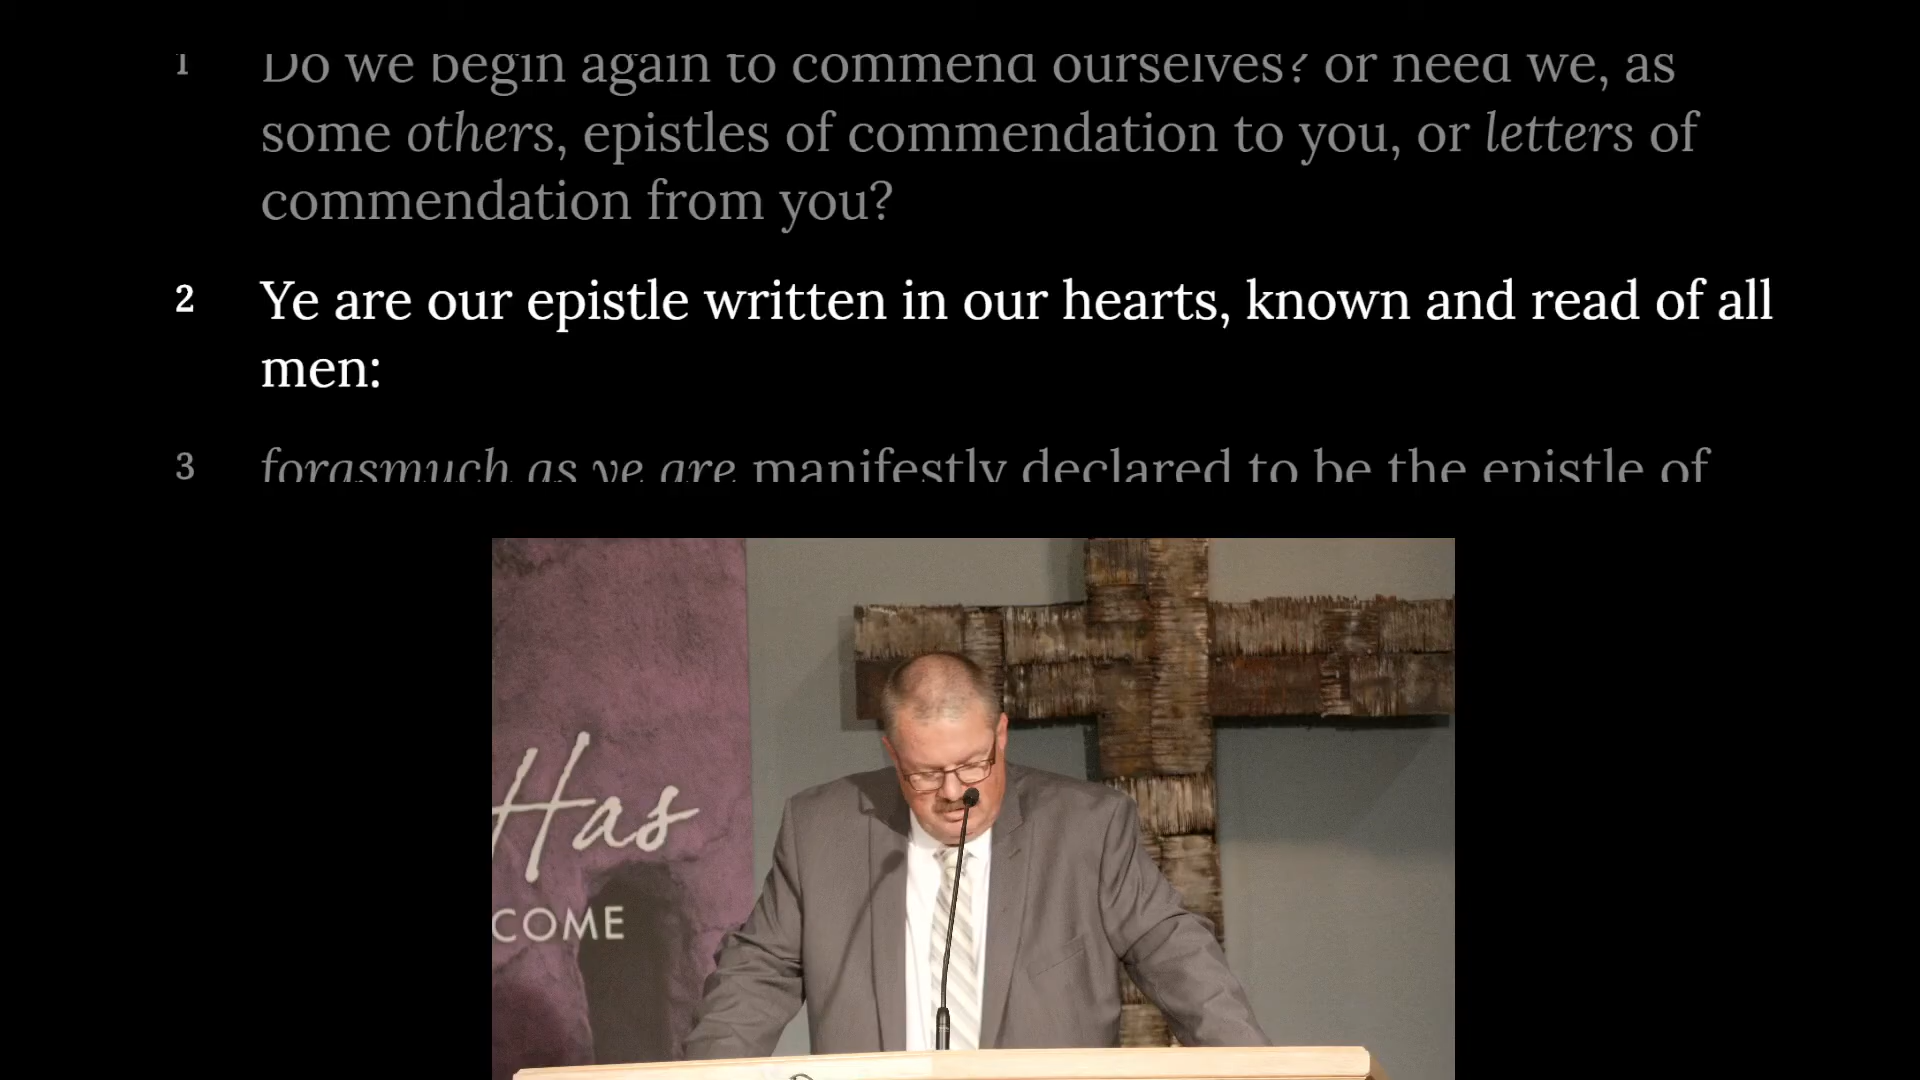 1 Do we begin again to commend ourselves? or need we, as
some others, epistles of commendation to you, or letters of
commendation from you?
2 Ye are our epistle written in our hearts, known and read of all
men:
3 forasmuch as ye are manifestly declared to be the epistle of
Has
COME